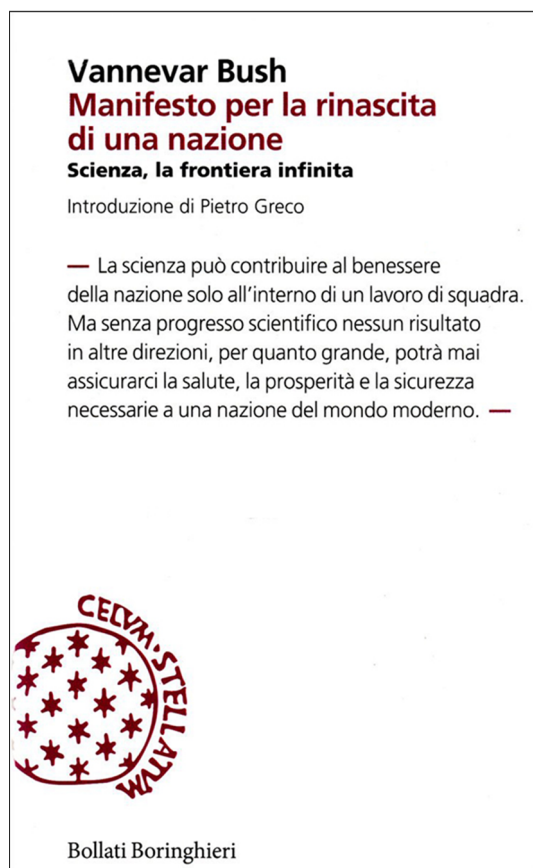 Vannevar Bush
Manifesto per la rinascita
di una nazione
Scienza, la frontiera infinita
Introduzione di Pietro Greco
— La scienza può contribuire al benessere
della nazione solo all'interno di un lavoro di squadra.
Ma senza progresso scientifico nessun risultato
in altre direzioni, per quanto grande, potrà mai
assicurarci la salute, la prosperità e la sicurezza
necessarie a una nazione del mondo moderno. —
CELVM·STELLATVM
Bollati Boringhieri